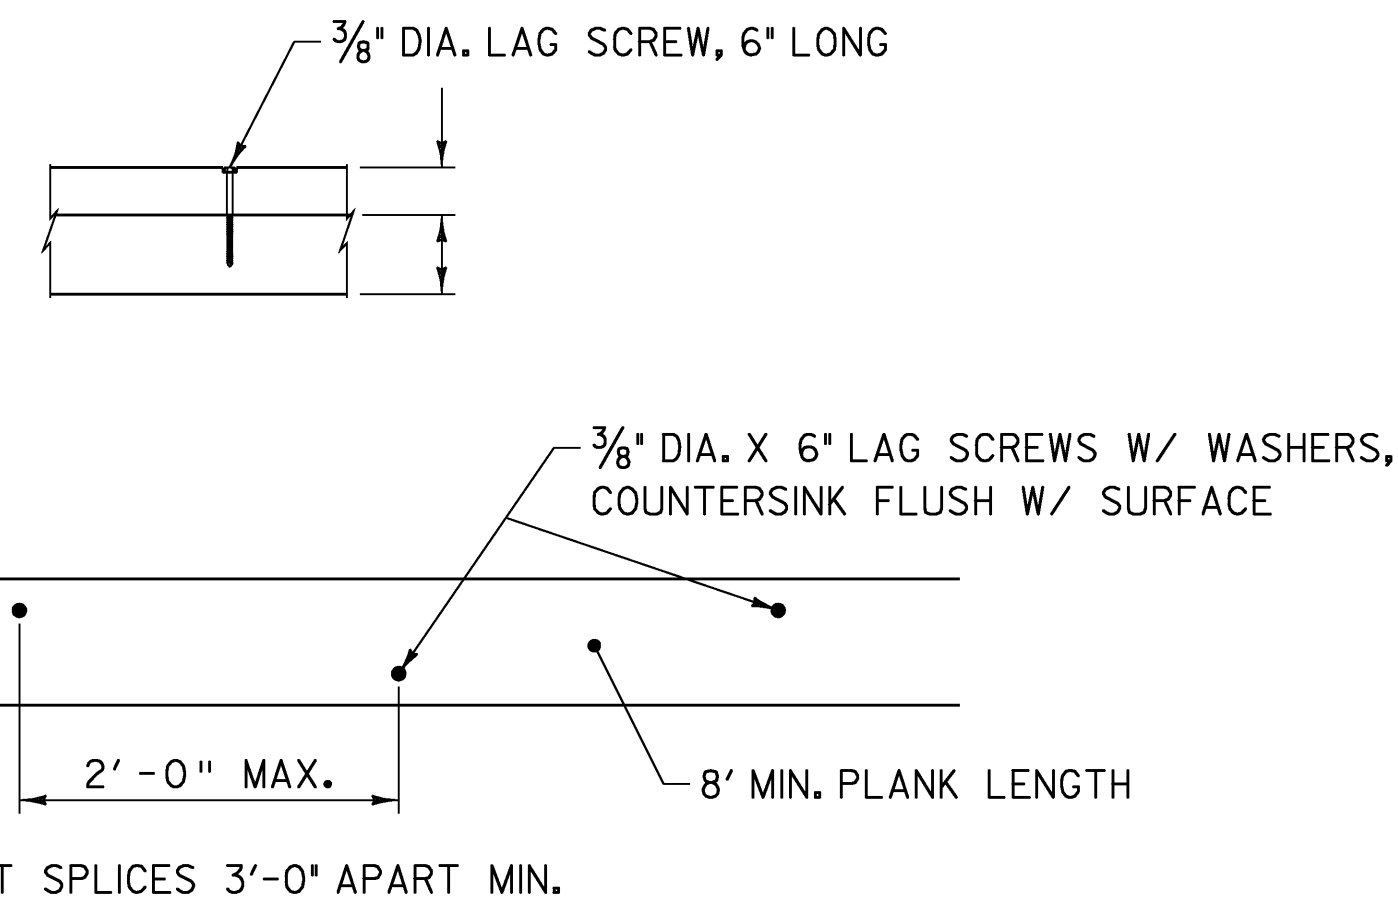 3/8" DIA. LAG SCREW, 6" LONG
3/8" DIA. X 6" LAG SCREWS W/ WASHERS,
COUNTERSINK FLUSH W/ SURFACE
2'-0" MAX.
8' MIN. PLANK LENGTH
SPLICES 3'-0" APART MIN.